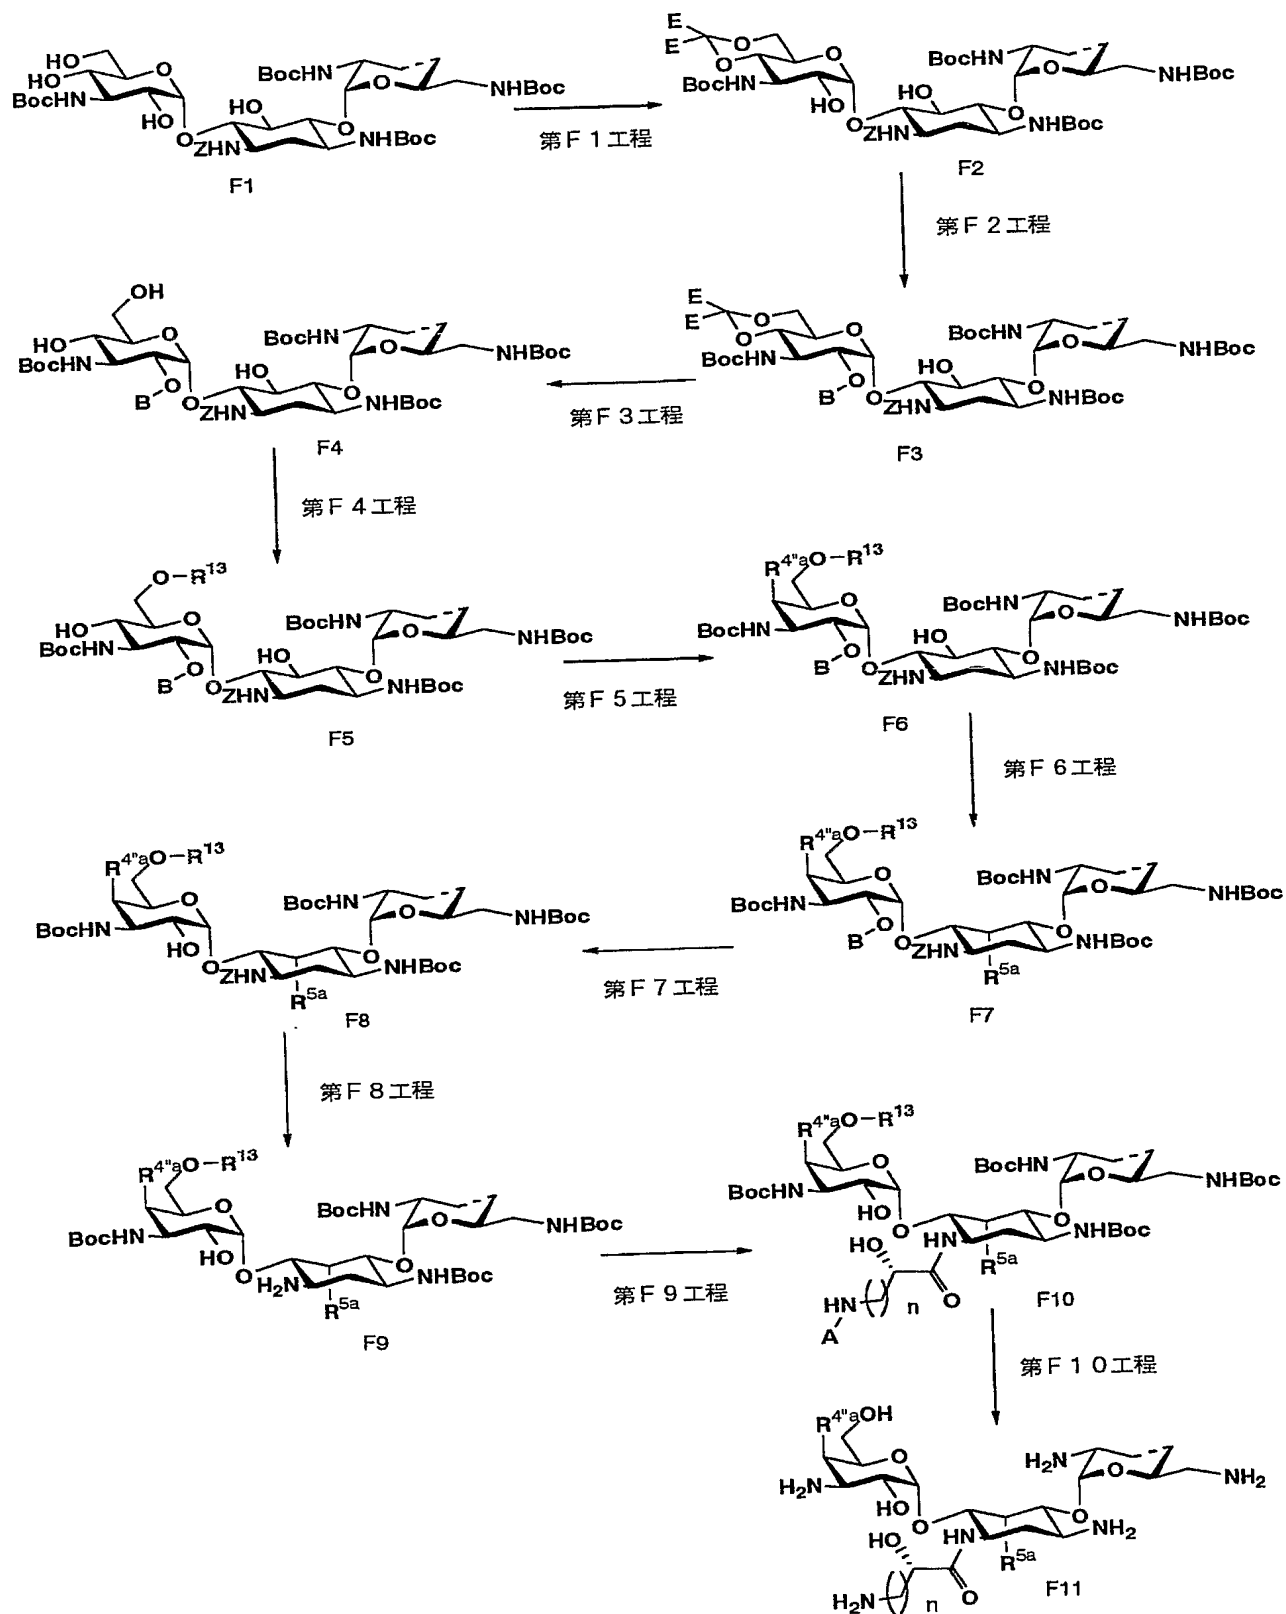 HO
HO
BocHN
HO
O
O
HO
ZHN
BocHN
O
O
NHBoc
NHBoc
F1
第F1工程
E
E
O
O
BocHN
HO
O
O
HO
ZHN
BocHN
O
O
NHBoc
NHBoc
F2
第F2工程
OH
HO
BocHN
O
O
B
O
HO
ZHN
BocHN
O
O
NHBoc
NHBoc
F4
第F3工程
E
E
O
O
BocHN
O
O
B
O
HO
ZHN
BocHN
O
O
NHBoc
NHBoc
F3
第F4工程
O–R13
HO
BocHN
O
O
B
O
HO
ZHN
BocHN
O
O
NHBoc
NHBoc
F5
第F5工程
R4"a
O–R13
BocHN
O
O
B
O
HO
ZHN
BocHN
O
O
NHBoc
NHBoc
F6
第F6工程
R4"a
O–R13
BocHN
HO
O
O
ZHN
R5a
BocHN
O
O
NHBoc
NHBoc
F8
第F7工程
R4"a
O–R13
BocHN
O
O
B
O
ZHN
R5a
BocHN
O
O
NHBoc
NHBoc
F7
第F8工程
R4"a
O–R13
BocHN
HO
O
O
H2N
R5a
BocHN
O
O
NHBoc
NHBoc
F9
第F9工程
R4"a
O–R13
BocHN
HO
O
O
HO
HN
R5a
BocHN
O
O
NHBoc
NHBoc
HN
A
n
O
F10
第F10工程
R4"a
OH
H2N
HO
O
O
HO
HN
R5a
H2N
O
O
NH2
NH2
H2N
n
O
F11